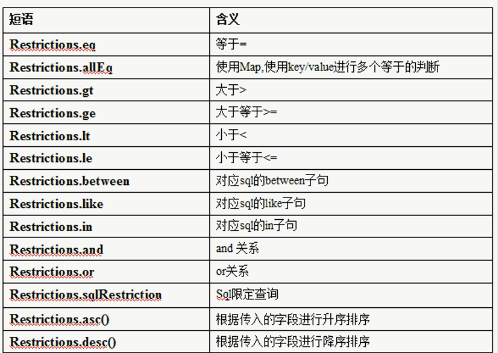 短语 含义
Restrictions.eq 等于=
Restrictions.allEq 使用Map,使用key/value进行多个等于的判断
Restrictions.gt 大于>
Restrictions.ge 大于等于>=
Restrictions.lt 小于<
Restrictions.le 小于等于<=
Restrictions.between 对应sql的between子句
Restrictions.like 对应sql的like子句
Restrictions.in 对应sql的in子句
Restrictions.and and 关系
Restrictions.or or关系
Restrictions.sqlRestriction Sql限定查询
Restrictions.asc() 根据传入的字段进行升序排序
Restrictions.desc() 根据传入的字段进行降序排序